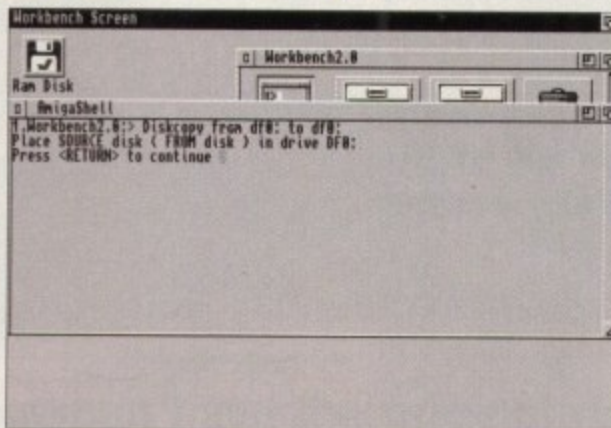 Workbench Screen
Workbench2.0
Ram Disk
AmigaShell
1.Workbench2.0:> Diskcopy from df0: to df0:
Place SOURCE disk ( FROM disk ) in drive DF0:
Press <RETURN> to continue